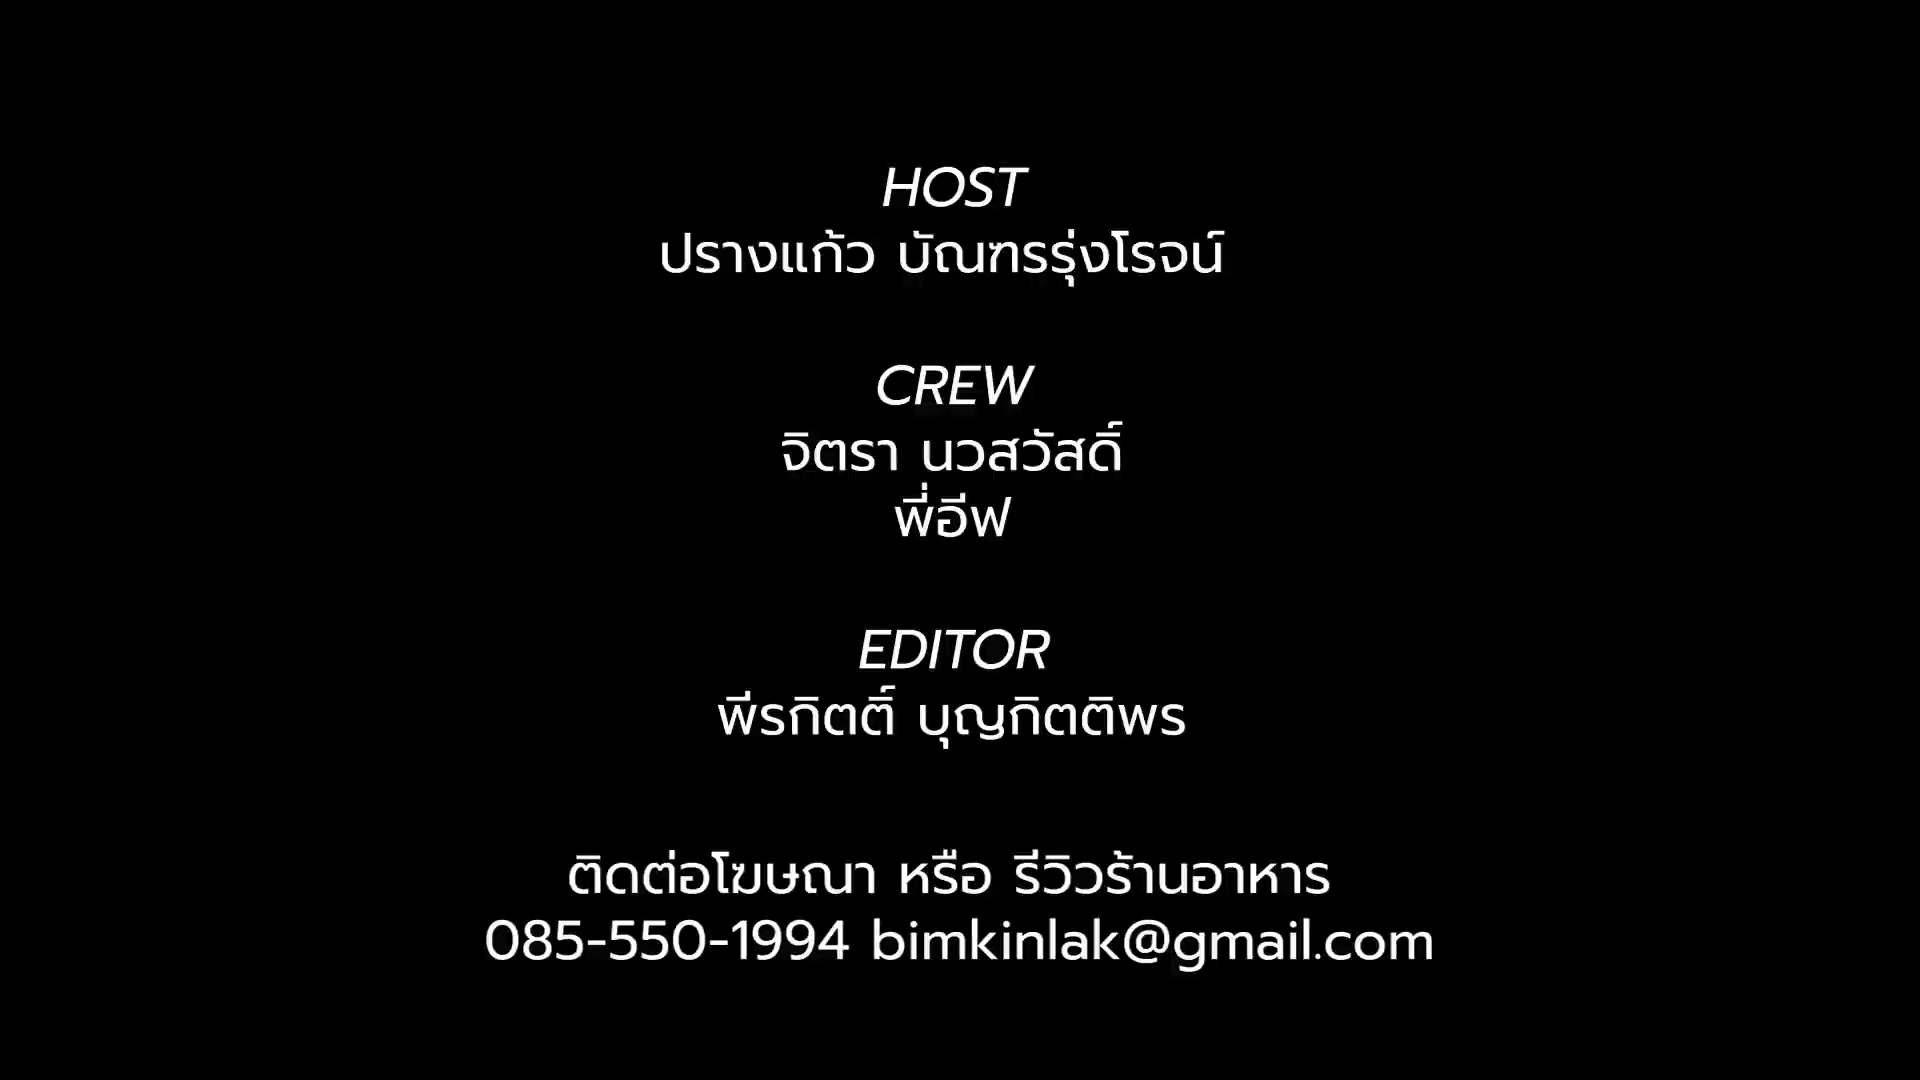 HOST
ปรางแก้ว บัณฑรรุ่งโรจน์
CREW
จิตรา นวสวัสดิ์
พี่อีฟ
EDITOR
พีรกิตติ์ บุญกิตติพร
ติดต่อโฆษณา หรือ รีวิวร้านอาหาร
085-550-1994 bimkinlak@gmail.com